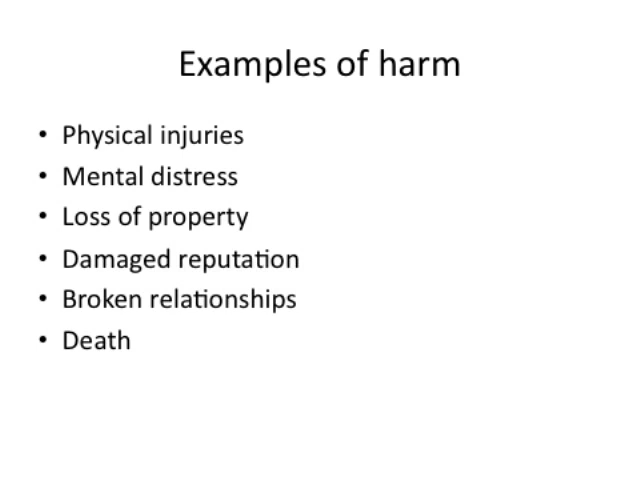 Examples of harm
• Physical injuries
• Mental distress
• Loss of property
• Damaged reputation
• Broken relationships
• Death